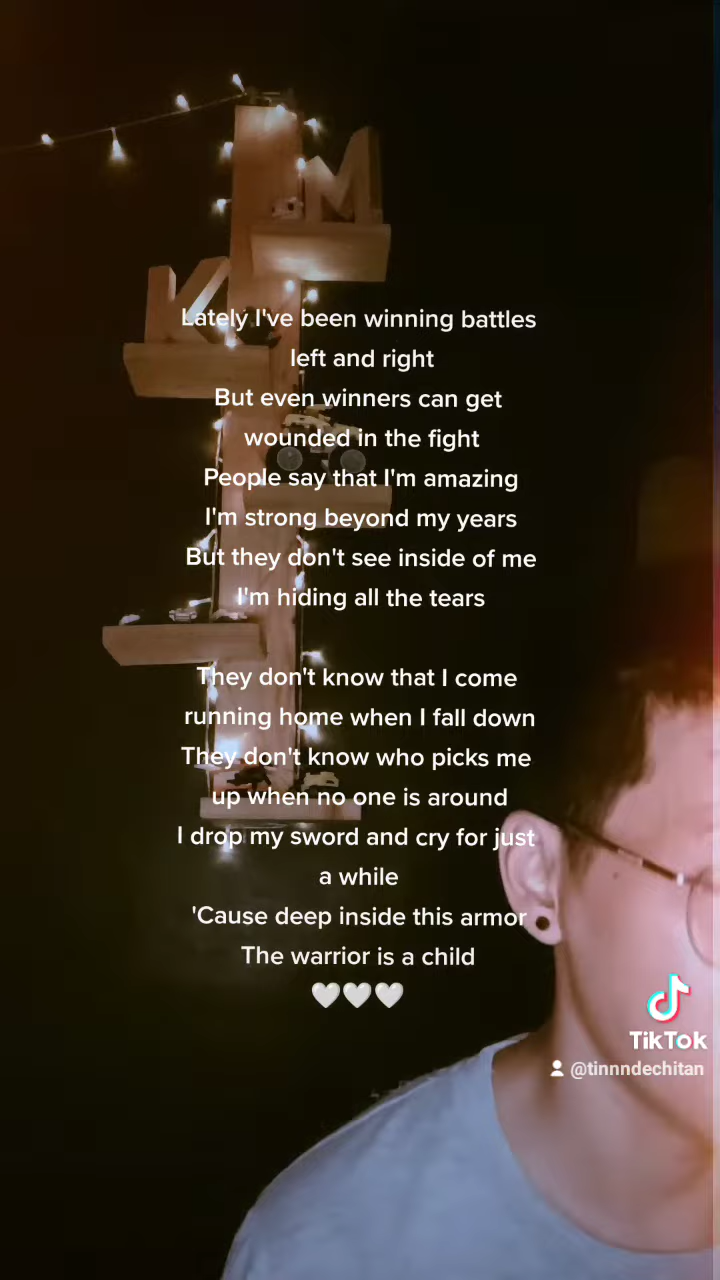 M
K
Lately I've been winning battles
left and right
But even winners can get
wounded in the fight
People say that I'm amazing
I'm strong beyond my years
But they don't see inside of me
I'm hiding all the tears
They don't know that I come
running home when I fall down
They don't know who picks me
up when no one is around
I drop my sword and cry for just
a while
'Cause deep inside this armor
The warrior is a child
🤍🤍🤍
TikTok
@tinnndechitan